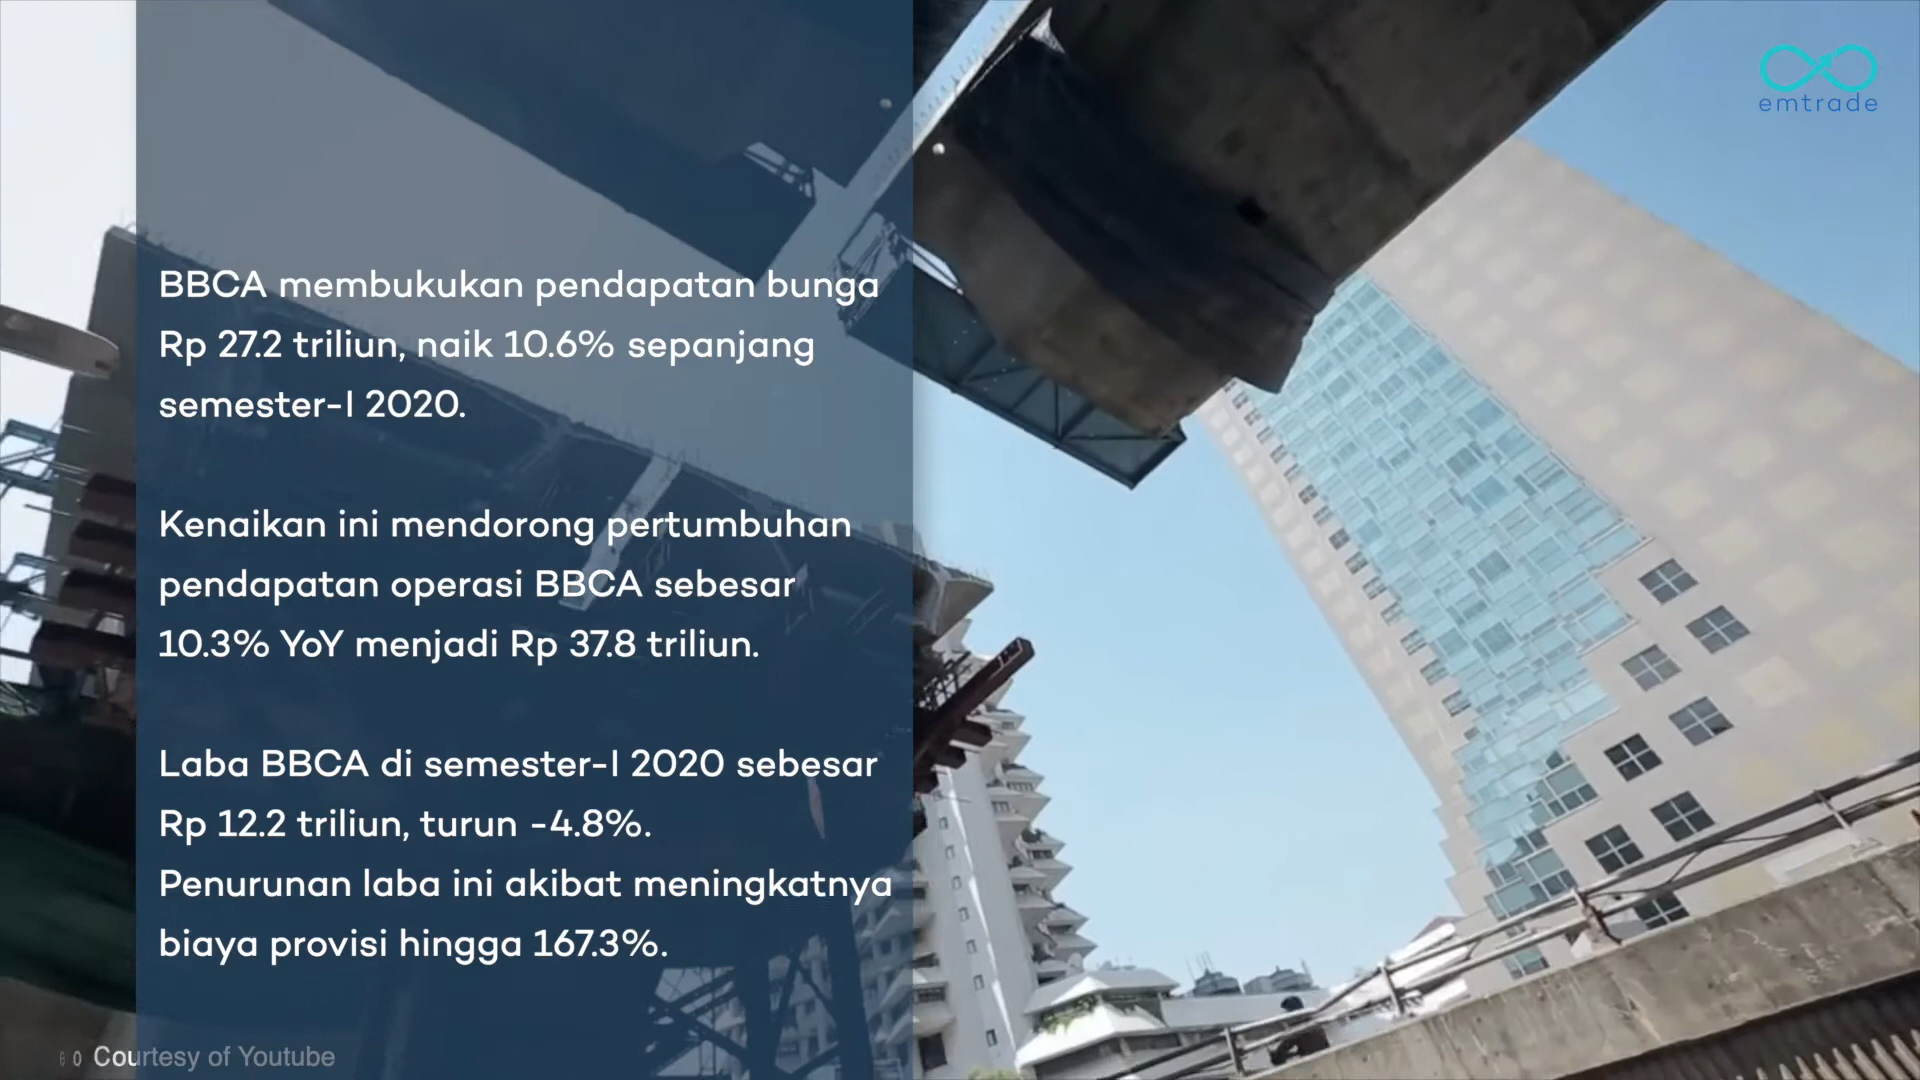 emtrade
BBCA membukukan pendapatan bunga
Rp 27.2 triliun, naik 10.6% sepanjang
semester-I 2020.
Kenaikan ini mendorong pertumbuhan
pendapatan operasi BBCA sebesar
10.3% YoY menjadi Rp 37.8 triliun.
Laba BBCA di semester-I 2020 sebesar
Rp 12.2 triliun, turun -4.8%.
Penurunan laba ini akibat meningkatnya
biaya provisi hingga 167.3%.
Courtesy of Youtube